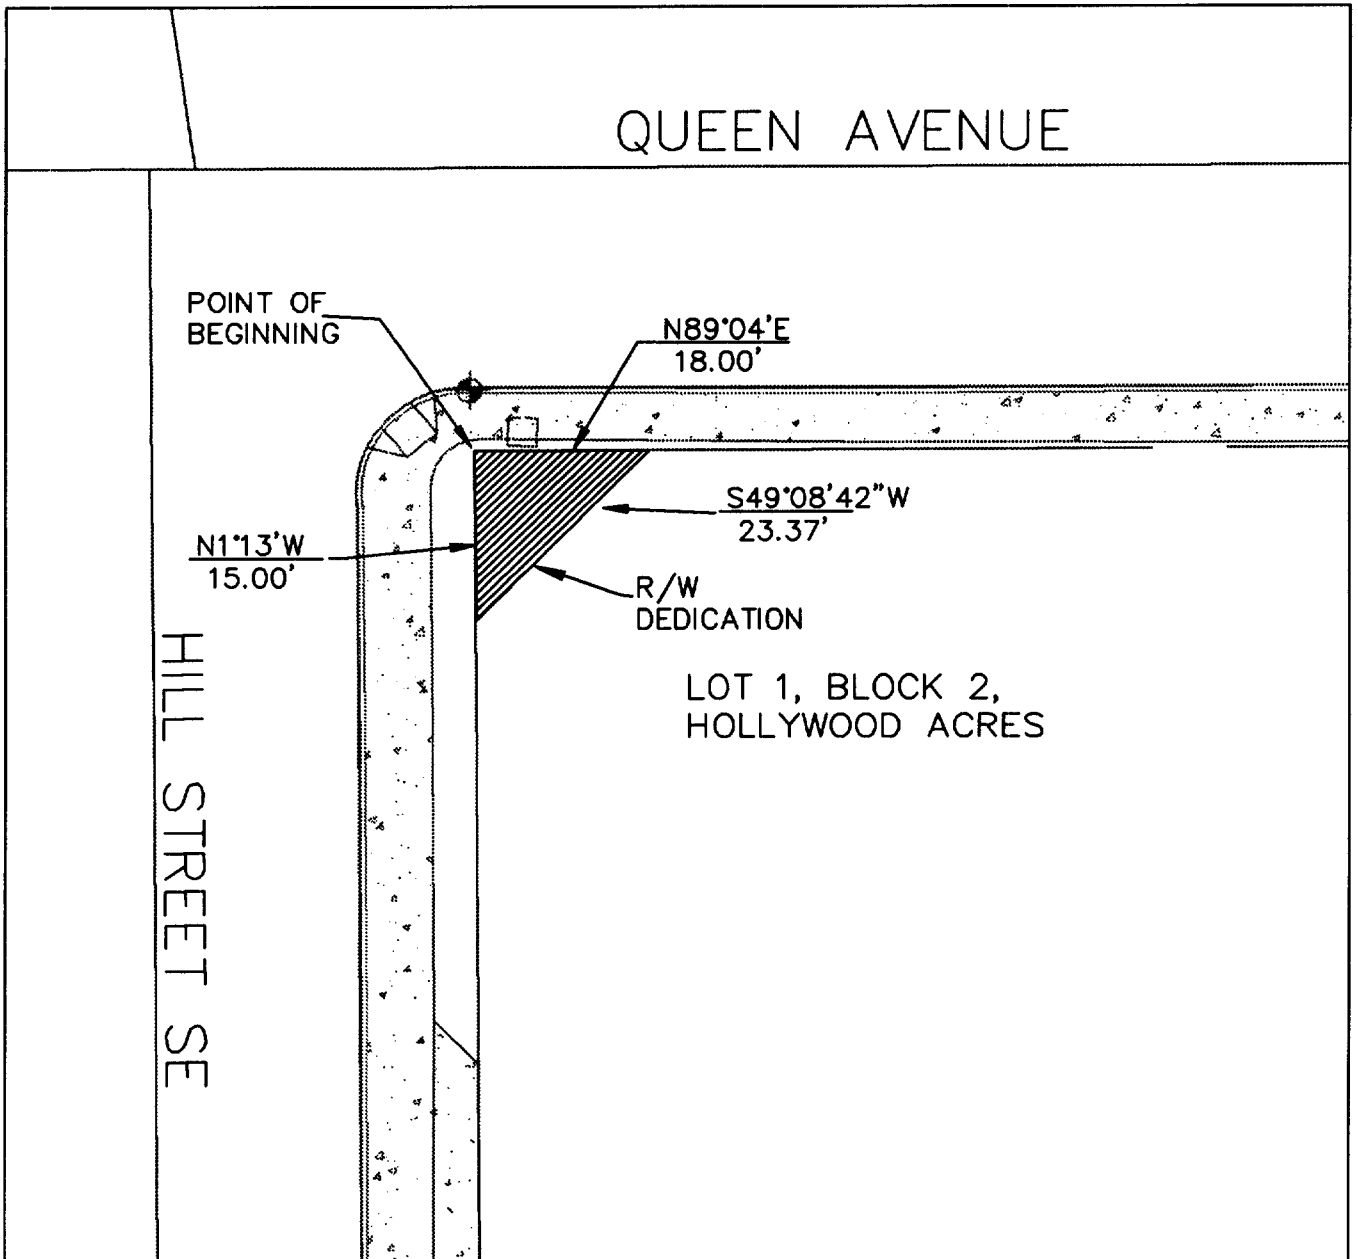 QUEEN AVENUE
POINT OF
BEGINNING
N89°04'E
18.00'
S49°08'42"W
23.37'
N1°13'W
15.00'
R/W
DEDICATION
LOT 1, BLOCK 2,
HOLLYWOOD ACRES
HILL STREET SE